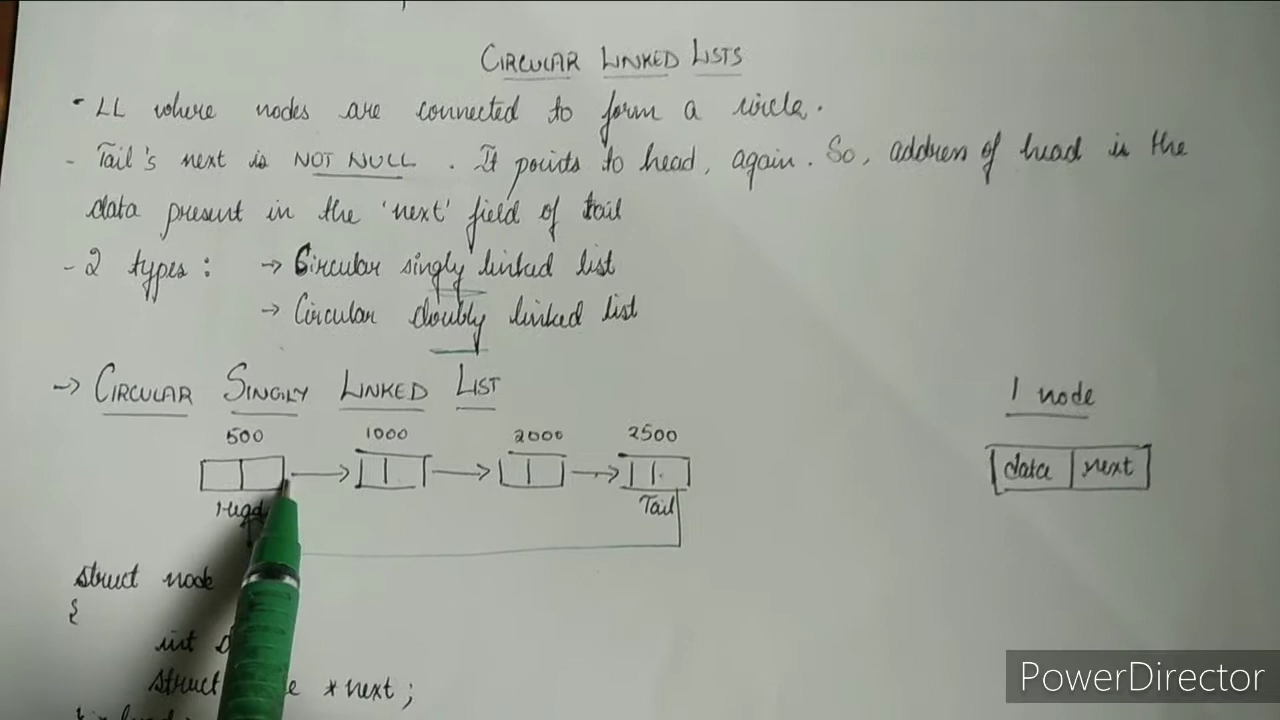 CIRCULAR LINKED LISTS
- LL where nodes are connected to form a circle.
- Tail's next is NOT NULL. It points to head, again. So, address of head is the
data present in the 'next' field of tail
- 2 types : → Circular singly linked list
→ Circular doubly linked list
→ CIRCULAR SINGLY LINKED LIST
1 node
500 1000 2000 2500
data next
Head Tail
struct node
{
int
struct *next;
PowerDirector